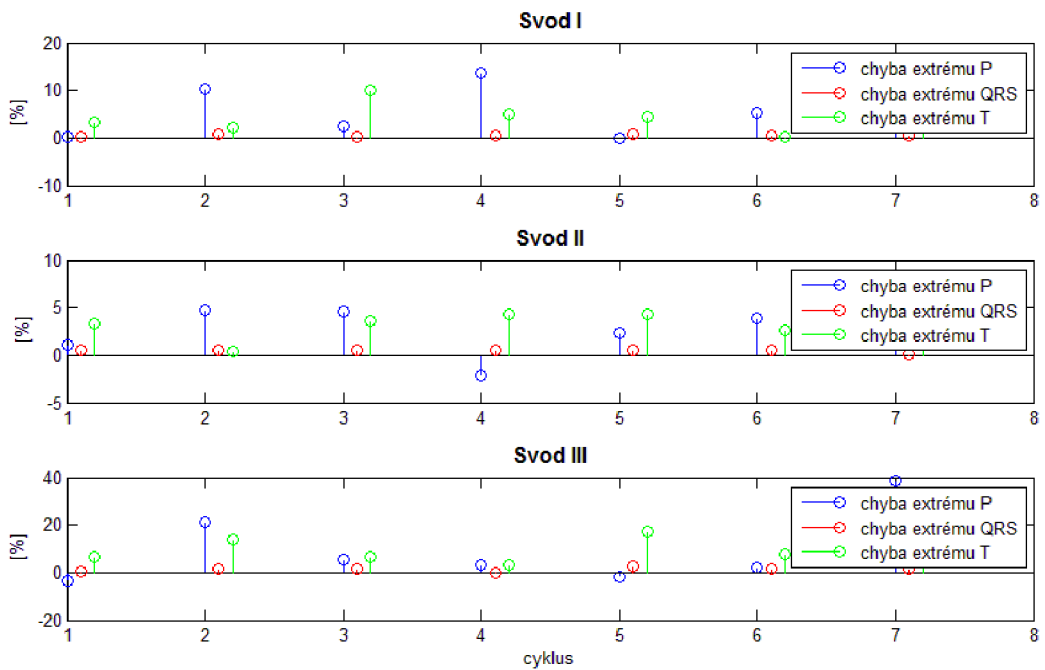 Svod I
20
10
0
-10
[%]
chyba extrému P
chyba extrému QRS
chyba extrému T
1 2 3 4 5 6 7 8
Svod II
10
5
0
-5
[%]
chyba extrému P
chyba extrému QRS
chyba extrému T
1 2 3 4 5 6 7 8
Svod III
40
20
0
-20
[%]
chyba extrému P
chyba extrému QRS
chyba extrému T
1 2 3 4 5 6 7 8
cyklus